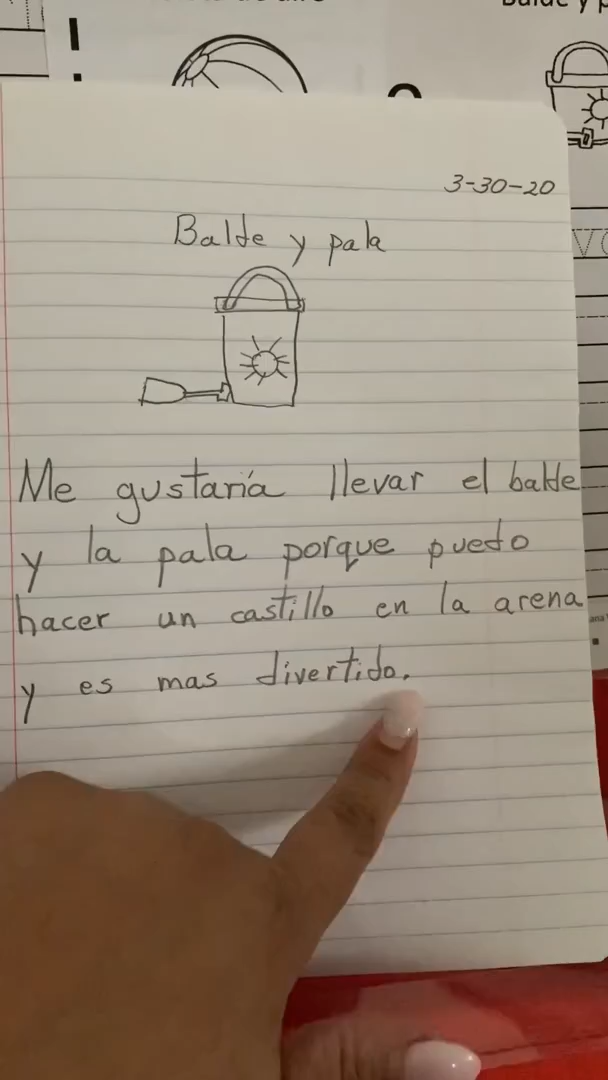 3-30-20
Balde y pala
Me gustaría llevar el balde
y la pala porque puedo
hacer un castillo en la arena
y es mas divertido.